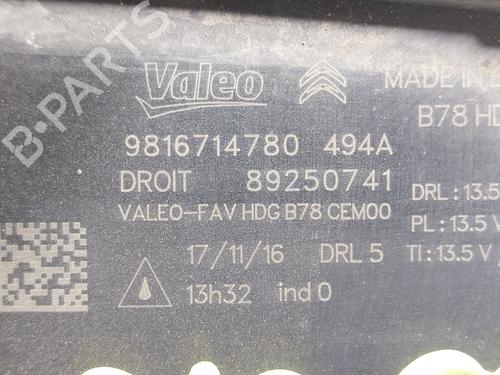 Valeo MADE IN
B78 HD
9816714780 494A
DROIT 89250741
DRL : 13.5
VALEO-FAV HDG B78 CEM00
PL : 13.5 V
17/11/16 DRL 5 TI : 13.5 V /
13h32 ind 0
B-PARTS